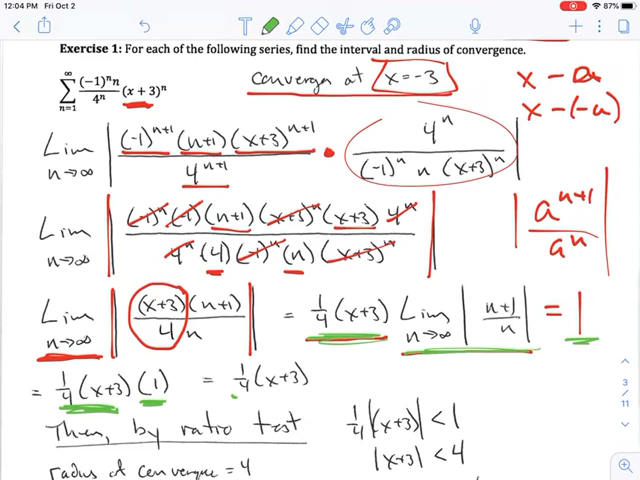 12:04 PM Fri Oct 2
Exercise 1: For each of the following series, find the interval and radius of convergence.
∞ ∑ n=1 (-1)^n n / 4^n (x + 3)^n
Converges at x = -3
x - a
x - (-a)
Lim n→∞ | (-1)^{n+1} (n+1) (x+3)^{n+1} / 4^{n+1} • 4^n / (-1)^n n (x+3)^n |
Lim n→∞ | (-1)^n (-1) (n+1) (x+3)^n (x+3) 4^n / 4^n (4) (-1)^n (n) (x+3)^n |
| a^{n+1} / a^n |
Lim n→∞ | (x+3) (n+1) / 4 n | = 1/4 (x+3) Lim n→∞ | n+1 / n | = 1
= 1/4 (x+3) (1) = 1/4 (x+3)
Then, by ratio test
1/4 |(x+3)| < 1
|x+3| < 4
radius of convergence = 4
3
11